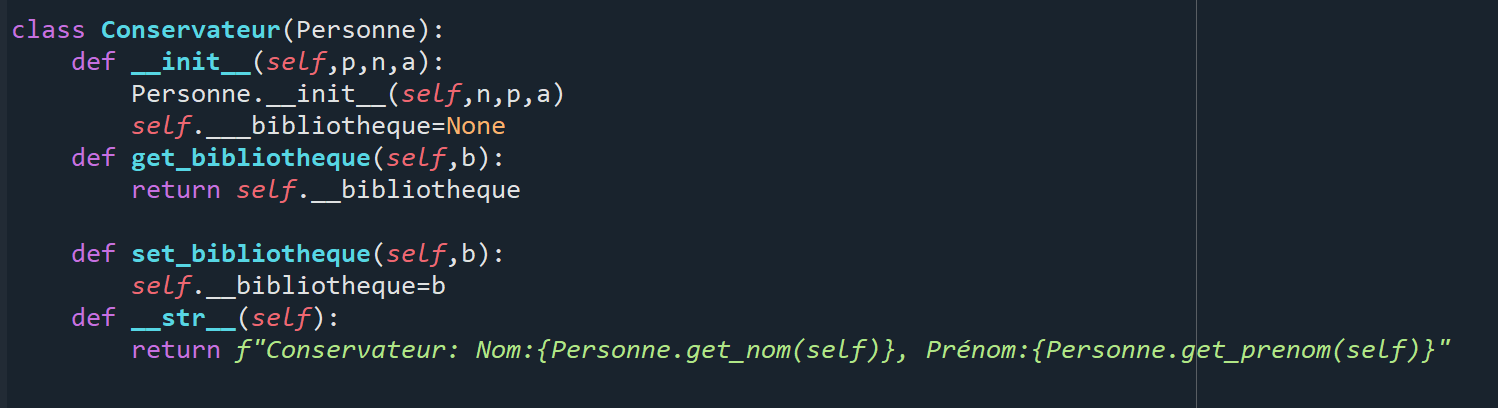 class Conservateur(Personne):
    def __init__(self,p,n,a):
        Personne.__init__(self,n,p,a)
        self.___bibliotheque=None
    def get_bibliotheque(self,b):
        return self.__bibliotheque

    def set_bibliotheque(self,b):
        self.__bibliotheque=b
    def __str__(self):
        return f"Conservateur: Nom:{Personne.get_nom(self)}, Prénom:{Personne.get_prenom(self)}"